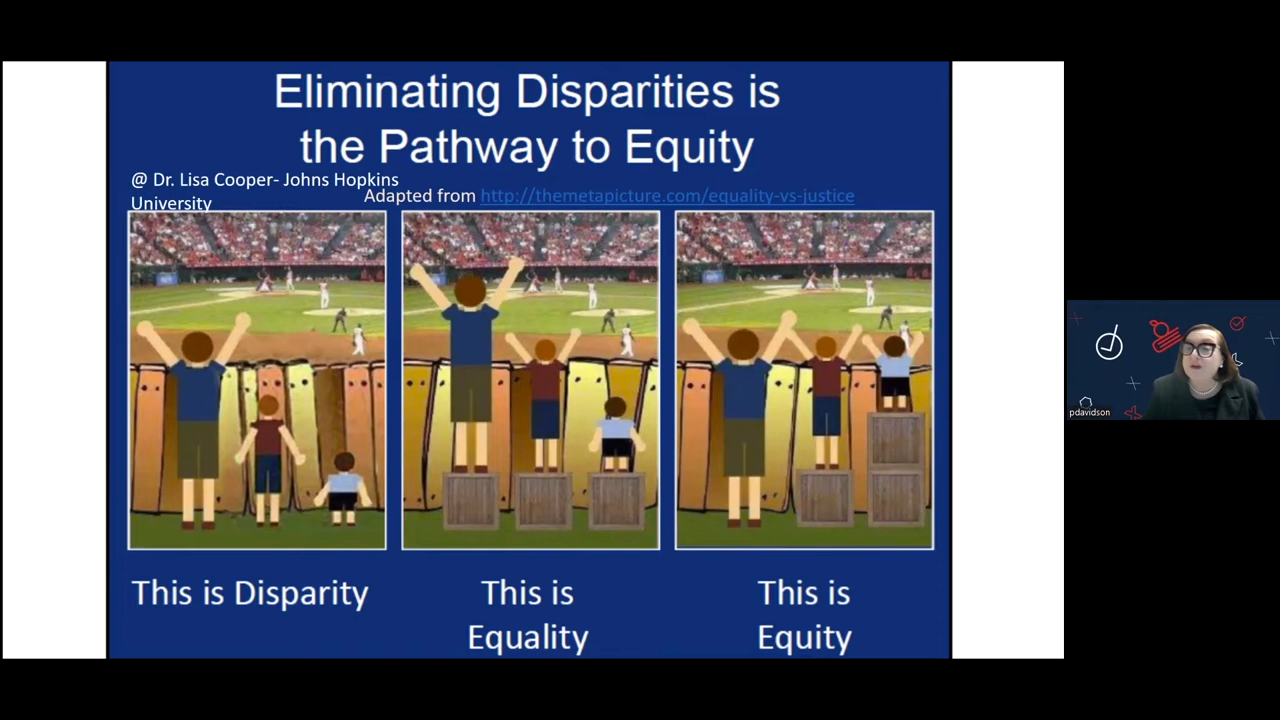 Eliminating Disparities is
the Pathway to Equity
@ Dr. Lisa Cooper- Johns Hopkins
University
Adapted from http://themetapicture.com/equality-vs-justice
This is Disparity
This is
Equality
This is
Equity
pdavidson